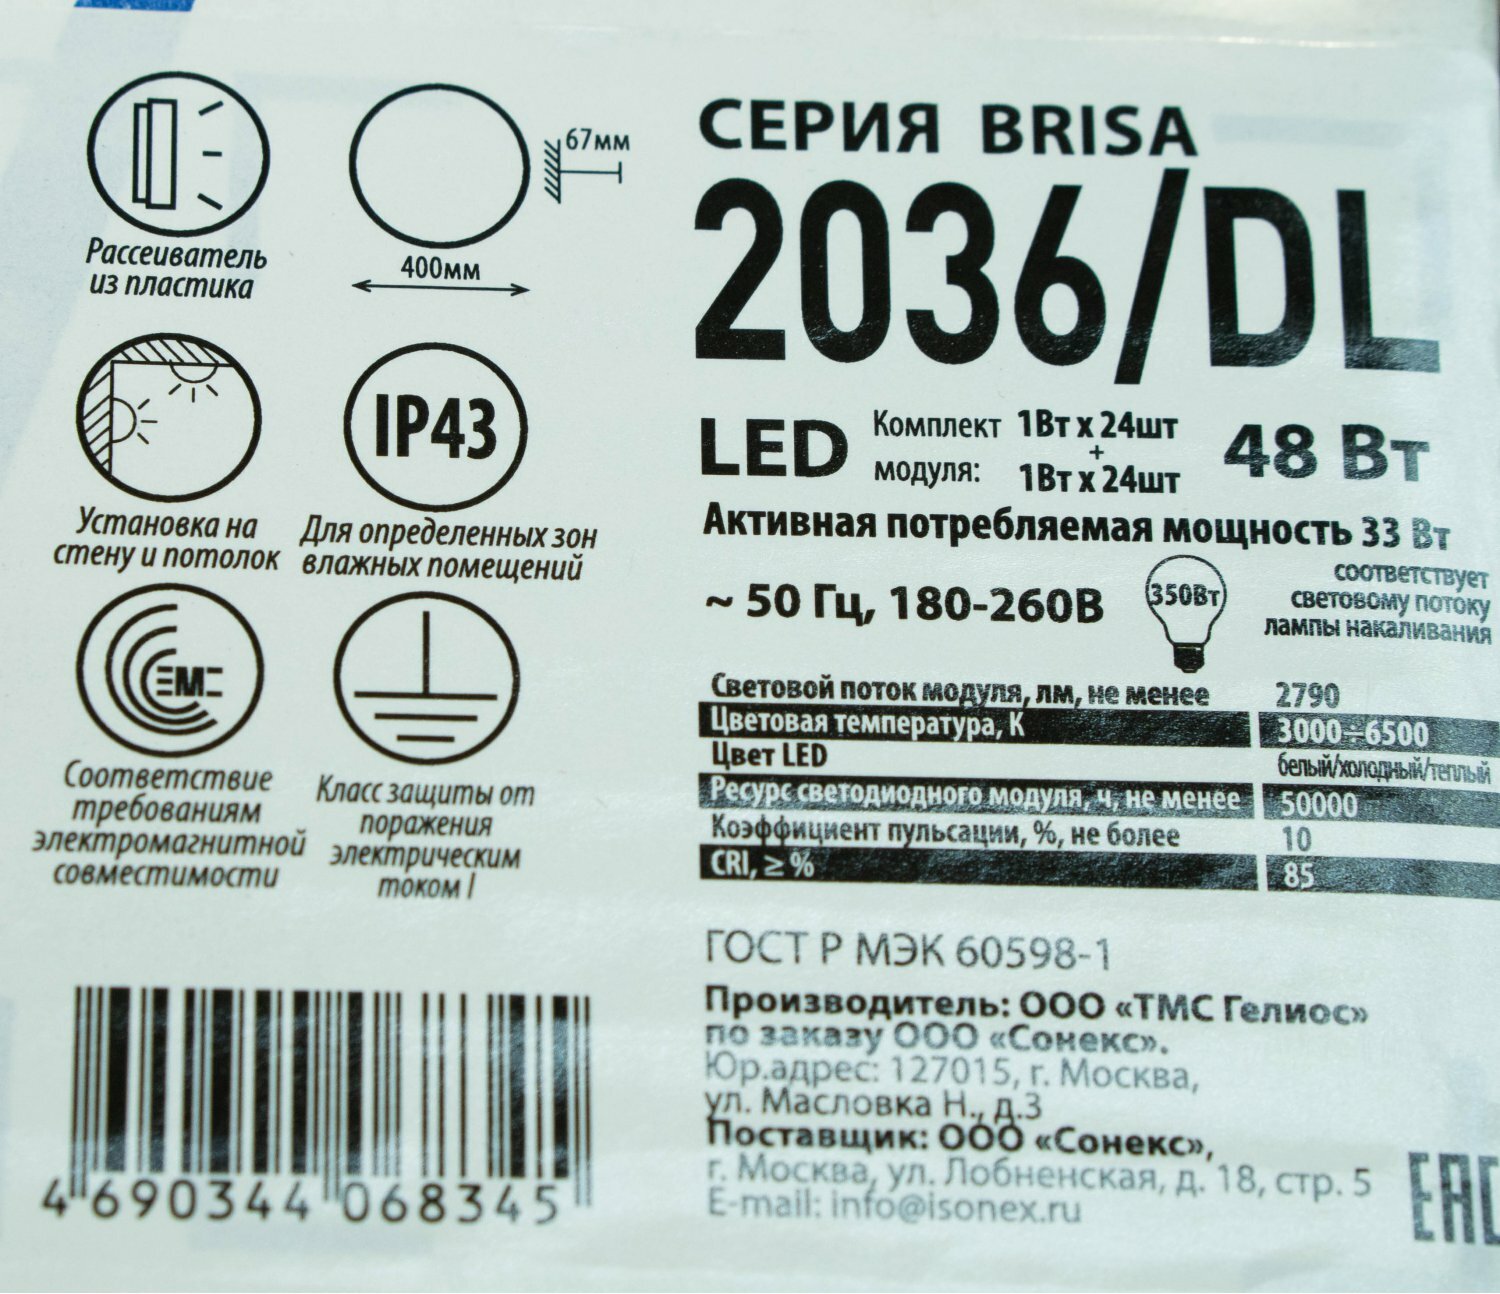 Рассеиватель
из пластика
67мм
400мм
Установка на
стену и потолок
IP43
Для определенных зон
влажных помещений
EMC
Соответствие
требованиям
электромагнитной
совместимости
Класс защиты от
поражения
электрическим
током I
4 690344 068345
СЕРИЯ BRISA
2036/DL
LED Комплект модуля: 1Вт х 24шт
+
1Вт х 24шт
48 Вт
Активная потребляемая мощность 33 Вт
~ 50 Гц, 180-260В
350Вт
соответствует
световому потоку
лампы накаливания
Световой поток модуля, лм, не менее 2790
Цветовая температура, К 3000÷6500
Цвет LED белый/холодный/теплый
Ресурс светодиодного модуля, ч, не менее 50000
Коэффициент пульсации, %, не более 10
CRI, ≥ % 85
ГОСТ Р МЭК 60598-1
Производитель: ООО «ТМС Гелиос»
по заказу ООО «Сонекс».
Юр.адрес: 127015, г. Москва,
ул. Масловка Н., д.3
Поставщик: ООО «Сонекс»,
г. Москва, ул. Лобненская, д. 18, стр. 5
E-mail: info@isonex.ru
EAC